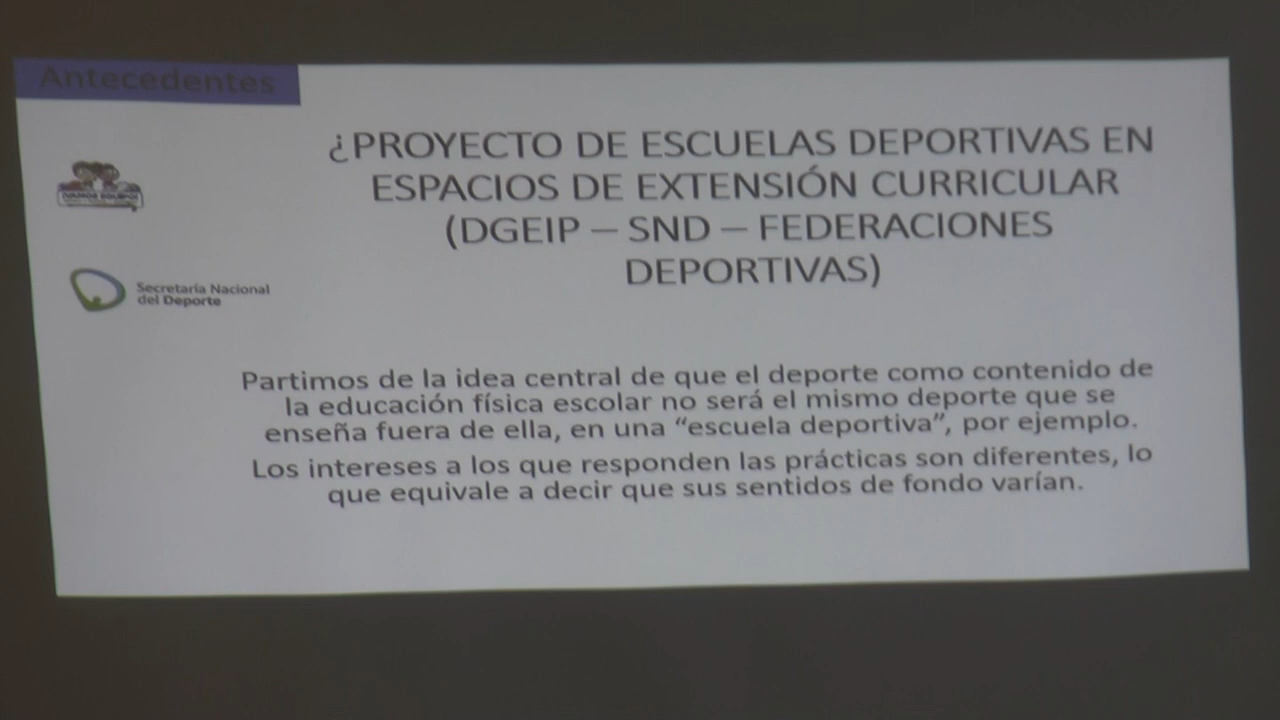 Antecedentes
¿PROYECTO DE ESCUELAS DEPORTIVAS EN
ESPACIOS DE EXTENSIÓN CURRICULAR
(DGEIP – SND – FEDERACIONES
DEPORTIVAS)
¡VAMOS EQUIPO!
Secretaría Nacional
del Deporte
Partimos de la idea central de que el deporte como contenido de
la educación física escolar no será el mismo deporte que se
enseña fuera de ella, en una “escuela deportiva”, por ejemplo.
Los intereses a los que responden las prácticas son diferentes, lo
que equivale a decir que sus sentidos de fondo varían.